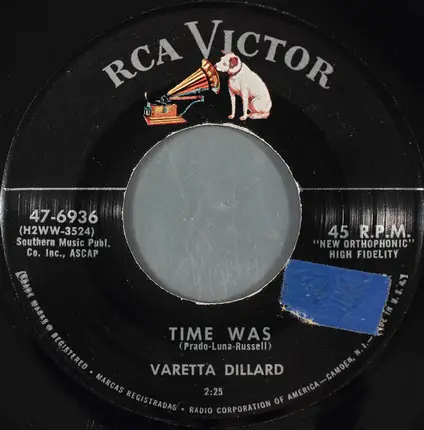 RCA VICTOR
47-6936
(H2WW-3524)
Southern Music Publ.
Co. Inc., ASCAP
45 R.P.M.
"NEW ORTHOPHONIC"
HIGH FIDELITY
TIME WAS
(Prado-Luna-Russell)
VARETTA DILLARD
2:25
REGISTERED • MARCAS REGISTRADAS • RADIO CORPORATION OF AMERICA—CAMDEN, N.J.